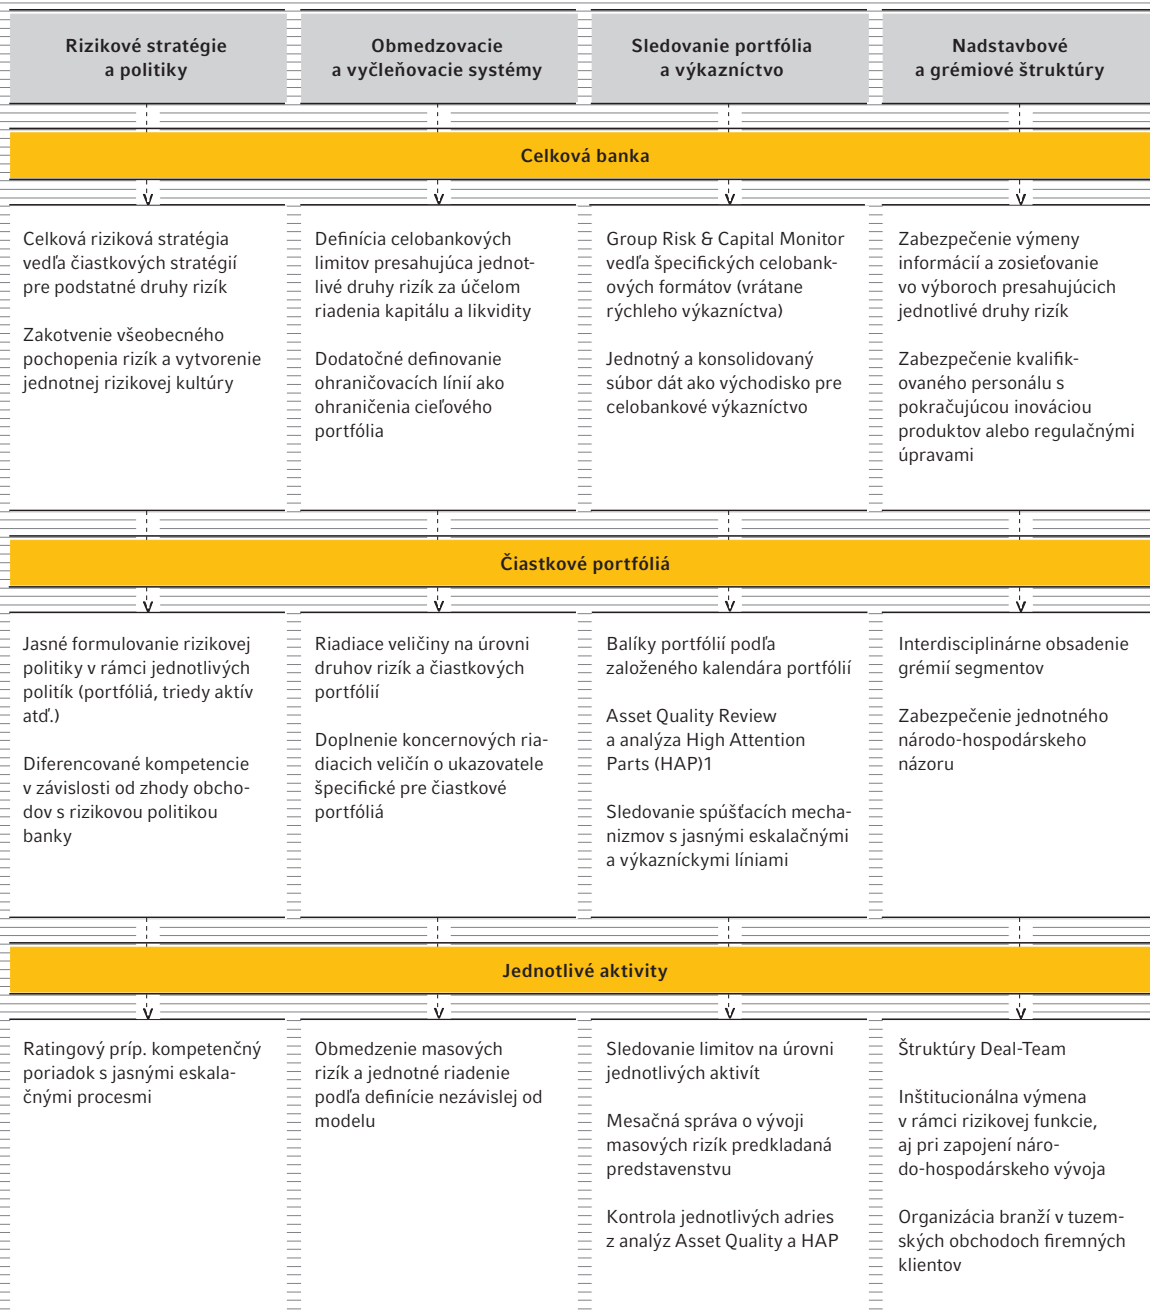 Rizikové stratégie
a politiky
Obmedzovacie
a vyčleňovacie systémy
Sledovanie portfólia
a výkazníctvo
Nadstavbové
a grémiové štruktúry
Celková banka
Celková riziková stratégia
vedľa čiastkových stratégií
pre podstatné druhy rizík
Zakotvenie všeobecného
pochopenia rizík a vytvorenie
jednotnej rizikovej kultúry
Definícia celobankových
limitov presahujúca jednot-
livé druhy rizík za účelom
riadenia kapitálu a likvidity
Dodatočné definovanie
ohraničovacích línií ako
ohraničenia cieľového
portfólia
Group Risk & Capital Monitor
vedľa špecifických celobank-
ových formátov (vrátane
rýchleho výkazníctva)
Jednotný a konsolidovaný
súbor dát ako východisko pre
celobankové výkazníctvo
Zabezpečenie výmeny
informácií a zosieťovanie
vo výboroch presahujúcich
jednotlivé druhy rizík
Zabezpečenie kvalifik-
ovaného personálu s
pokračujúcou inováciou
produktov alebo regulačnými
úpravami
Čiastkové portfóliá
Jasné formulovanie rizikovej
politiky v rámci jednotlivých
politík (portfóliá, triedy aktív
atď.)
Diferencované kompetencie
v závislosti od zhody obcho-
dov s rizikovou politikou
banky
Riadiace veličiny na úrovni
druhov rizík a čiastkových
portfólií
Doplnenie koncernových ria-
diacich veličín o ukazovatele
špecifické pre čiastkové
portfóliá
Balíky portfólií podľa
založeného kalendára portfólií
Asset Quality Review
a analýza High Attention
Parts (HAP)1
Sledovanie spúšťacích mecha-
nizmov s jasnými eskalačnými
a výkazníckymi líniami
Interdisciplinárne obsadenie
grémií segmentov
Zabezpečenie jednotného
národo-hospodárskeho
názoru
Jednotlivé aktivity
Ratingový príp. kompetenčný
poriadok s jasnými eskala-
čnými procesmi
Obmedzenie masových
rizík a jednotné riadenie
podľa definície nezávislej od
modelu
Sledovanie limitov na úrovni
jednotlivých aktivít
Mesačná správa o vývoji
masových rizík predkladaná
predstavenstvu
Kontrola jednotlivých adries
z analýz Asset Quality a HAP
Štruktúry Deal-Team
Inštitucionálna výmena
v rámci rizikovej funkcie,
aj pri zapojení náro-
do-hospodárskeho vývoja
Organizácia branží v tuzem-
ských obchodoch firemných
klientov